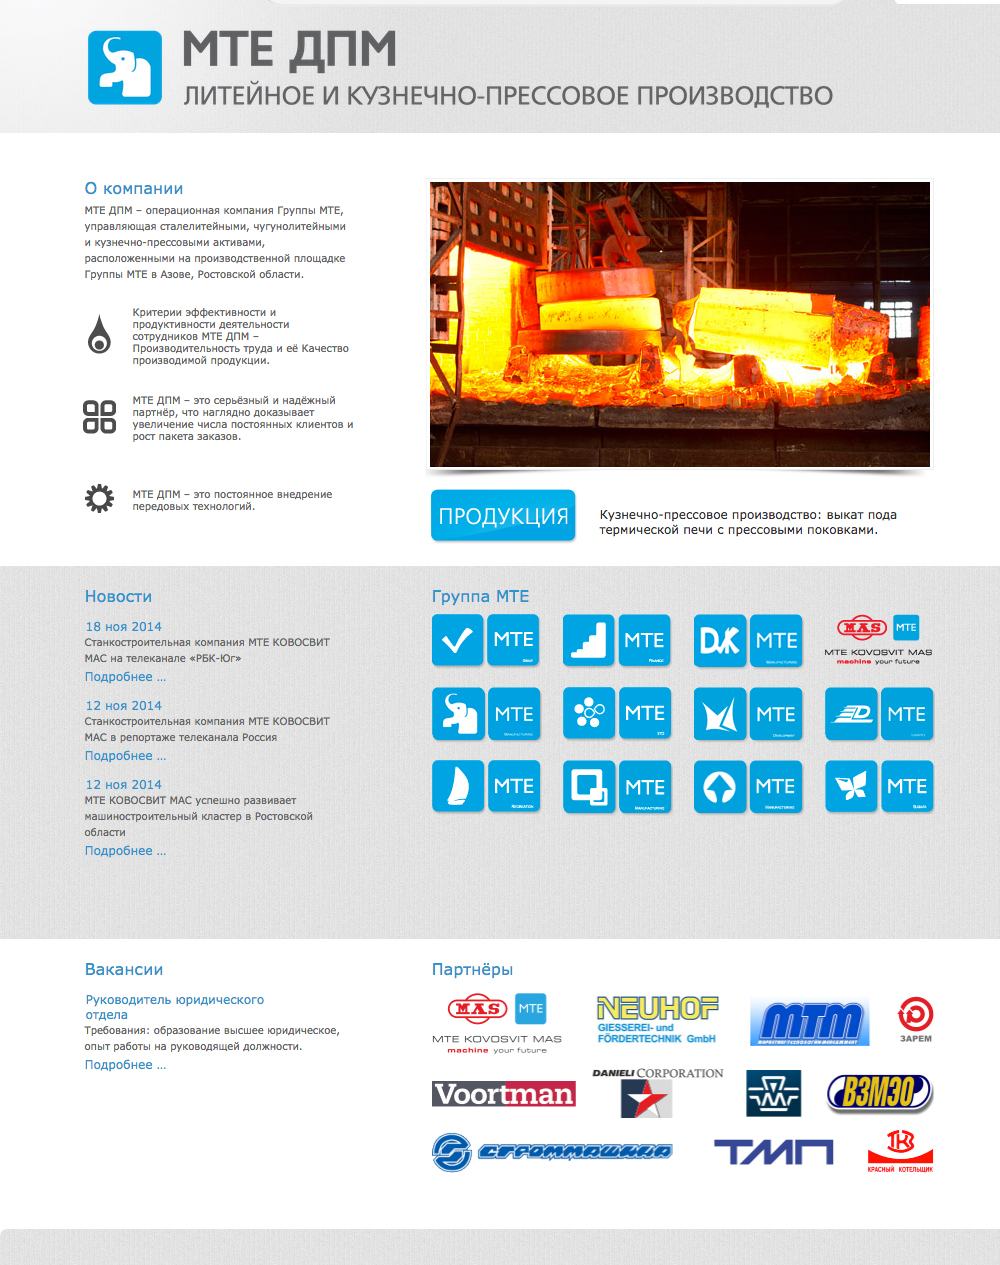 МТЕ ДПМ
ЛИТЕЙНОЕ И КУЗНЕЧНО-ПРЕССОВОЕ ПРОИЗВОДСТВО
О компании
МТЕ ДПМ – операционная компания Группы МТЕ,
управляющая сталелитейными, чугунолитейными
и кузнечно-прессовыми активами,
расположенными на производственной площадке
Группы МТЕ в Азове, Ростовской области.
Критерии эффективности и
продуктивности деятельности
сотрудников МТЕ ДПМ –
Производительность труда и её Качество
производимой продукции.
МТЕ ДПМ – это серьёзный и надёжный
партнёр, что наглядно доказывает
увеличение числа постоянных клиентов и
рост пакета заказов.
МТЕ ДПМ – это постоянное внедрение
передовых технологий.
ПРОДУКЦИЯ
Кузнечно-прессовое производство: выкат пода
термической печи с прессовыми поковками.
Новости
18 ноя 2014
Станкостроительная компания МТЕ КОВОСВИТ
МАС на телеканале «РБК-Юг»
Подробнее ...
12 ноя 2014
Станкостроительная компания МТЕ КОВОСВИТ
МАС в репортаже телеканала Россия
Подробнее ...
12 ноя 2014
МТЕ КОВОСВИТ МАС успешно развивает
машиностроительный кластер в Ростовской
области
Подробнее ...
Группа МТЕ
MTE
MTE
DVK MTE
MAS MTE
MTE KOVOSVIT MAS
machine your future
MTE
MTE
MTE
MTE
MTE
MTE
MTE
MTE
Вакансии
Руководитель юридического
отдела
Требования: образование высшее юридическое,
опыт работы на руководящей должности.
Подробнее ...
Партнёры
MAS MTE
MTE KOVOSVIT MAS
machine your future
NEUHOF
GIESSEREI- und
FÖRDERTECHNIK GmbH
МТМ
ЗАРЕМ
Voortman
DANIELI CORPORATION
ВЗМЭО
СТРОММАШИНА
ТМП
КРАСНЫЙ КОТЕЛЬЩИК